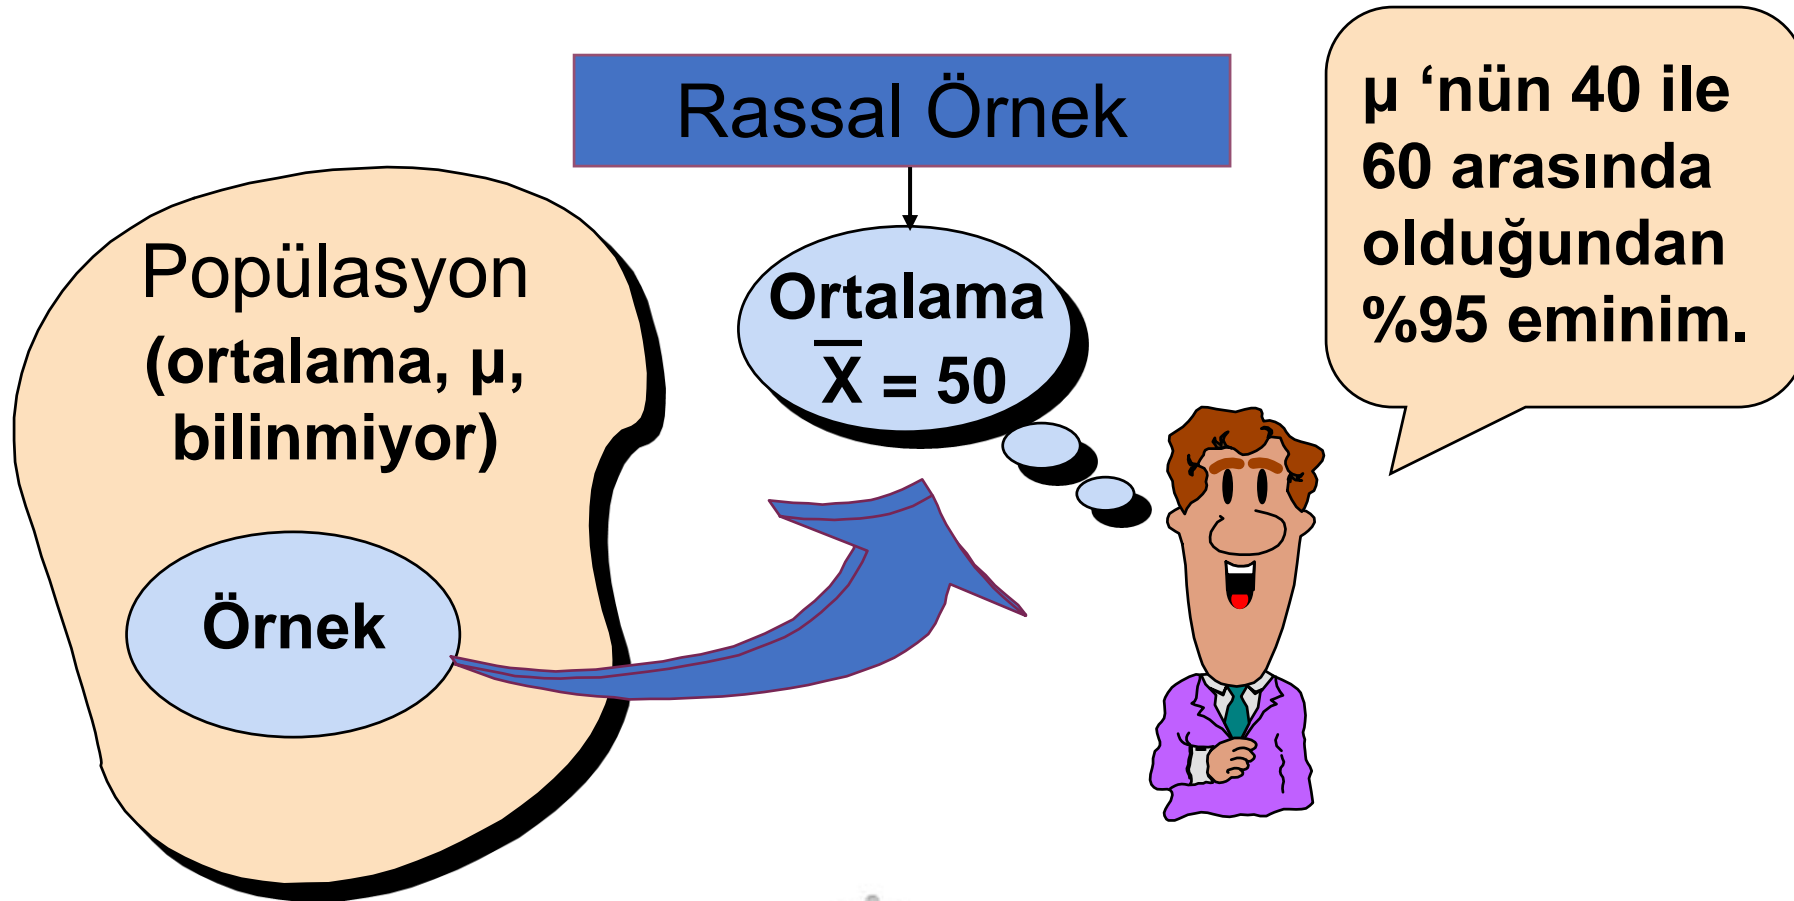 Rassal Örnek
Popülasyon
(ortalama, µ,
bilinmiyor)
Örnek
Ortalama
X̅ = 50
µ ‘nün 40 ile
60 arasında
olduğundan
%95 eminim.